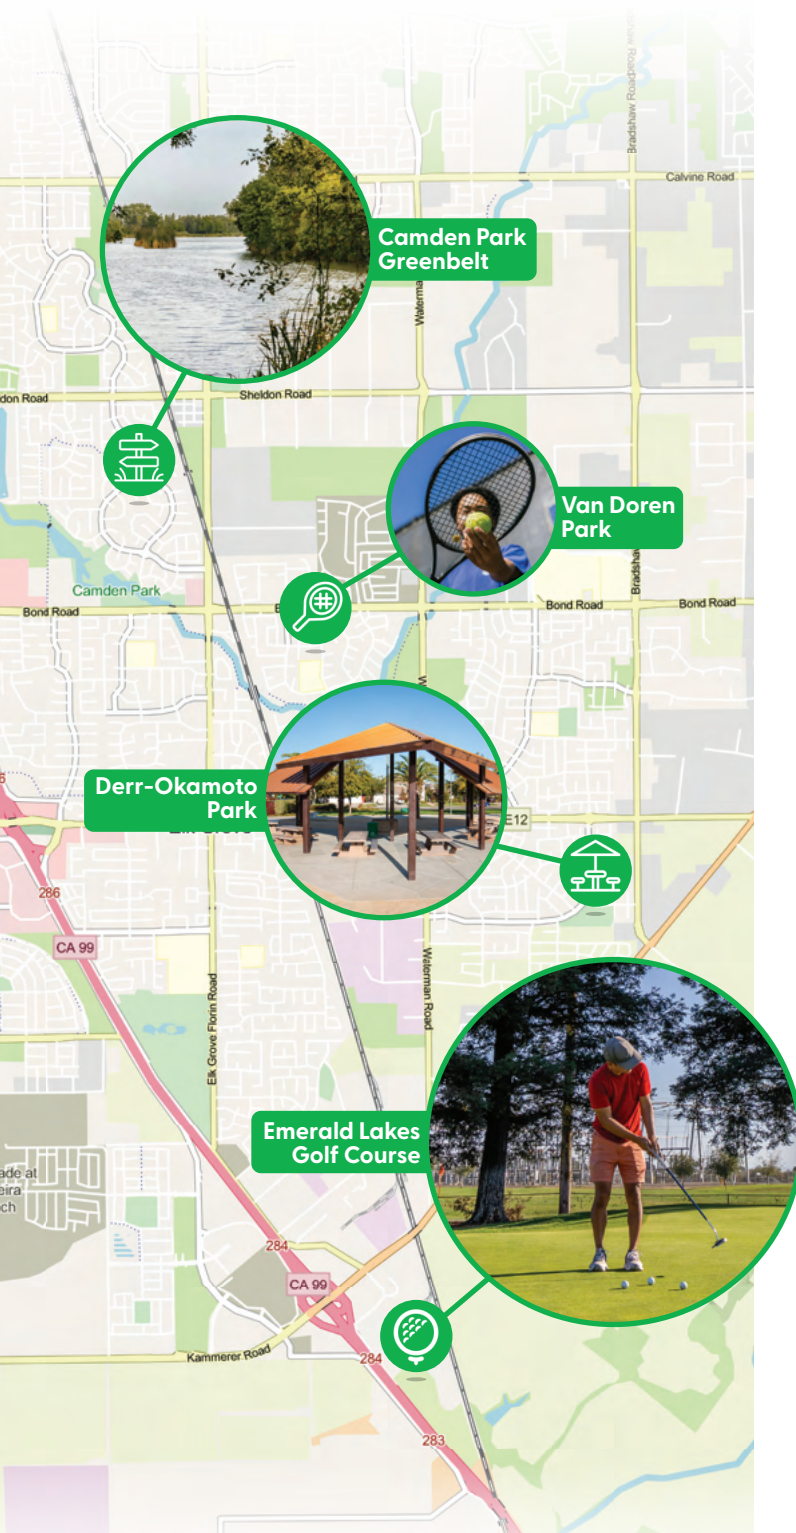 Bradshaw Road
Calvine Road
Camden Park
Greenbelt
Sheldon Road
Van Doren
Park
Camden Park
Bond Road
Bond Road
Bond Road
Derr-Okamoto
Park
E12
286
CA 99
Waterman Road
Elk Grove Florin Road
Emerald Lakes
Golf Course
284
CA 99
Kammerer Road
284
283